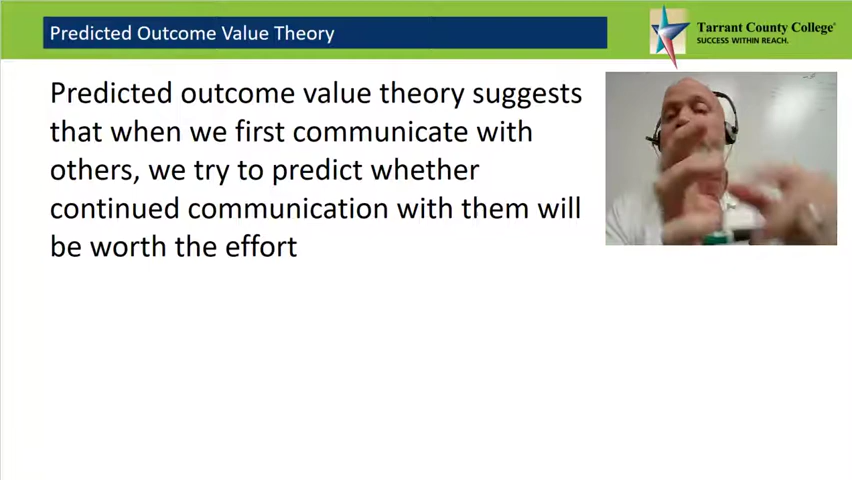 Predicted Outcome Value Theory
Tarrant County College®
SUCCESS WITHIN REACH.
Predicted outcome value theory suggests
that when we first communicate with
others, we try to predict whether
continued communication with them will
be worth the effort